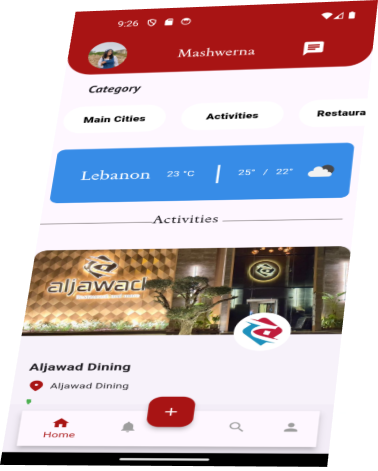 9:26
Mashwerna
Category
Main Cities
Activities
Restaura
Lebanon
23 °C
25° / 22°
Activities
aljawad
Aljawad Dining
Aljawad Dining
Home